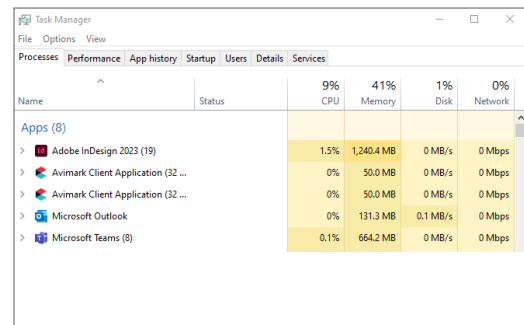 Task Manager
File Options View
Processes Performance App history Startup Users Details Services
9% 41% 1% 0%
Name Status CPU Memory Disk Network
Apps (8)
Id Adobe InDesign 2023 (19) 1.5% 1,240.4 MB 0 MB/s 0 Mbps
Avimark Client Application (32 ... 0% 50.0 MB 0 MB/s 0 Mbps
Avimark Client Application (32 ... 0% 50.0 MB 0 MB/s 0 Mbps
Microsoft Outlook 0% 131.3 MB 0.1 MB/s 0 Mbps
Microsoft Teams (8) 0.1% 664.2 MB 0 MB/s 0 Mbps